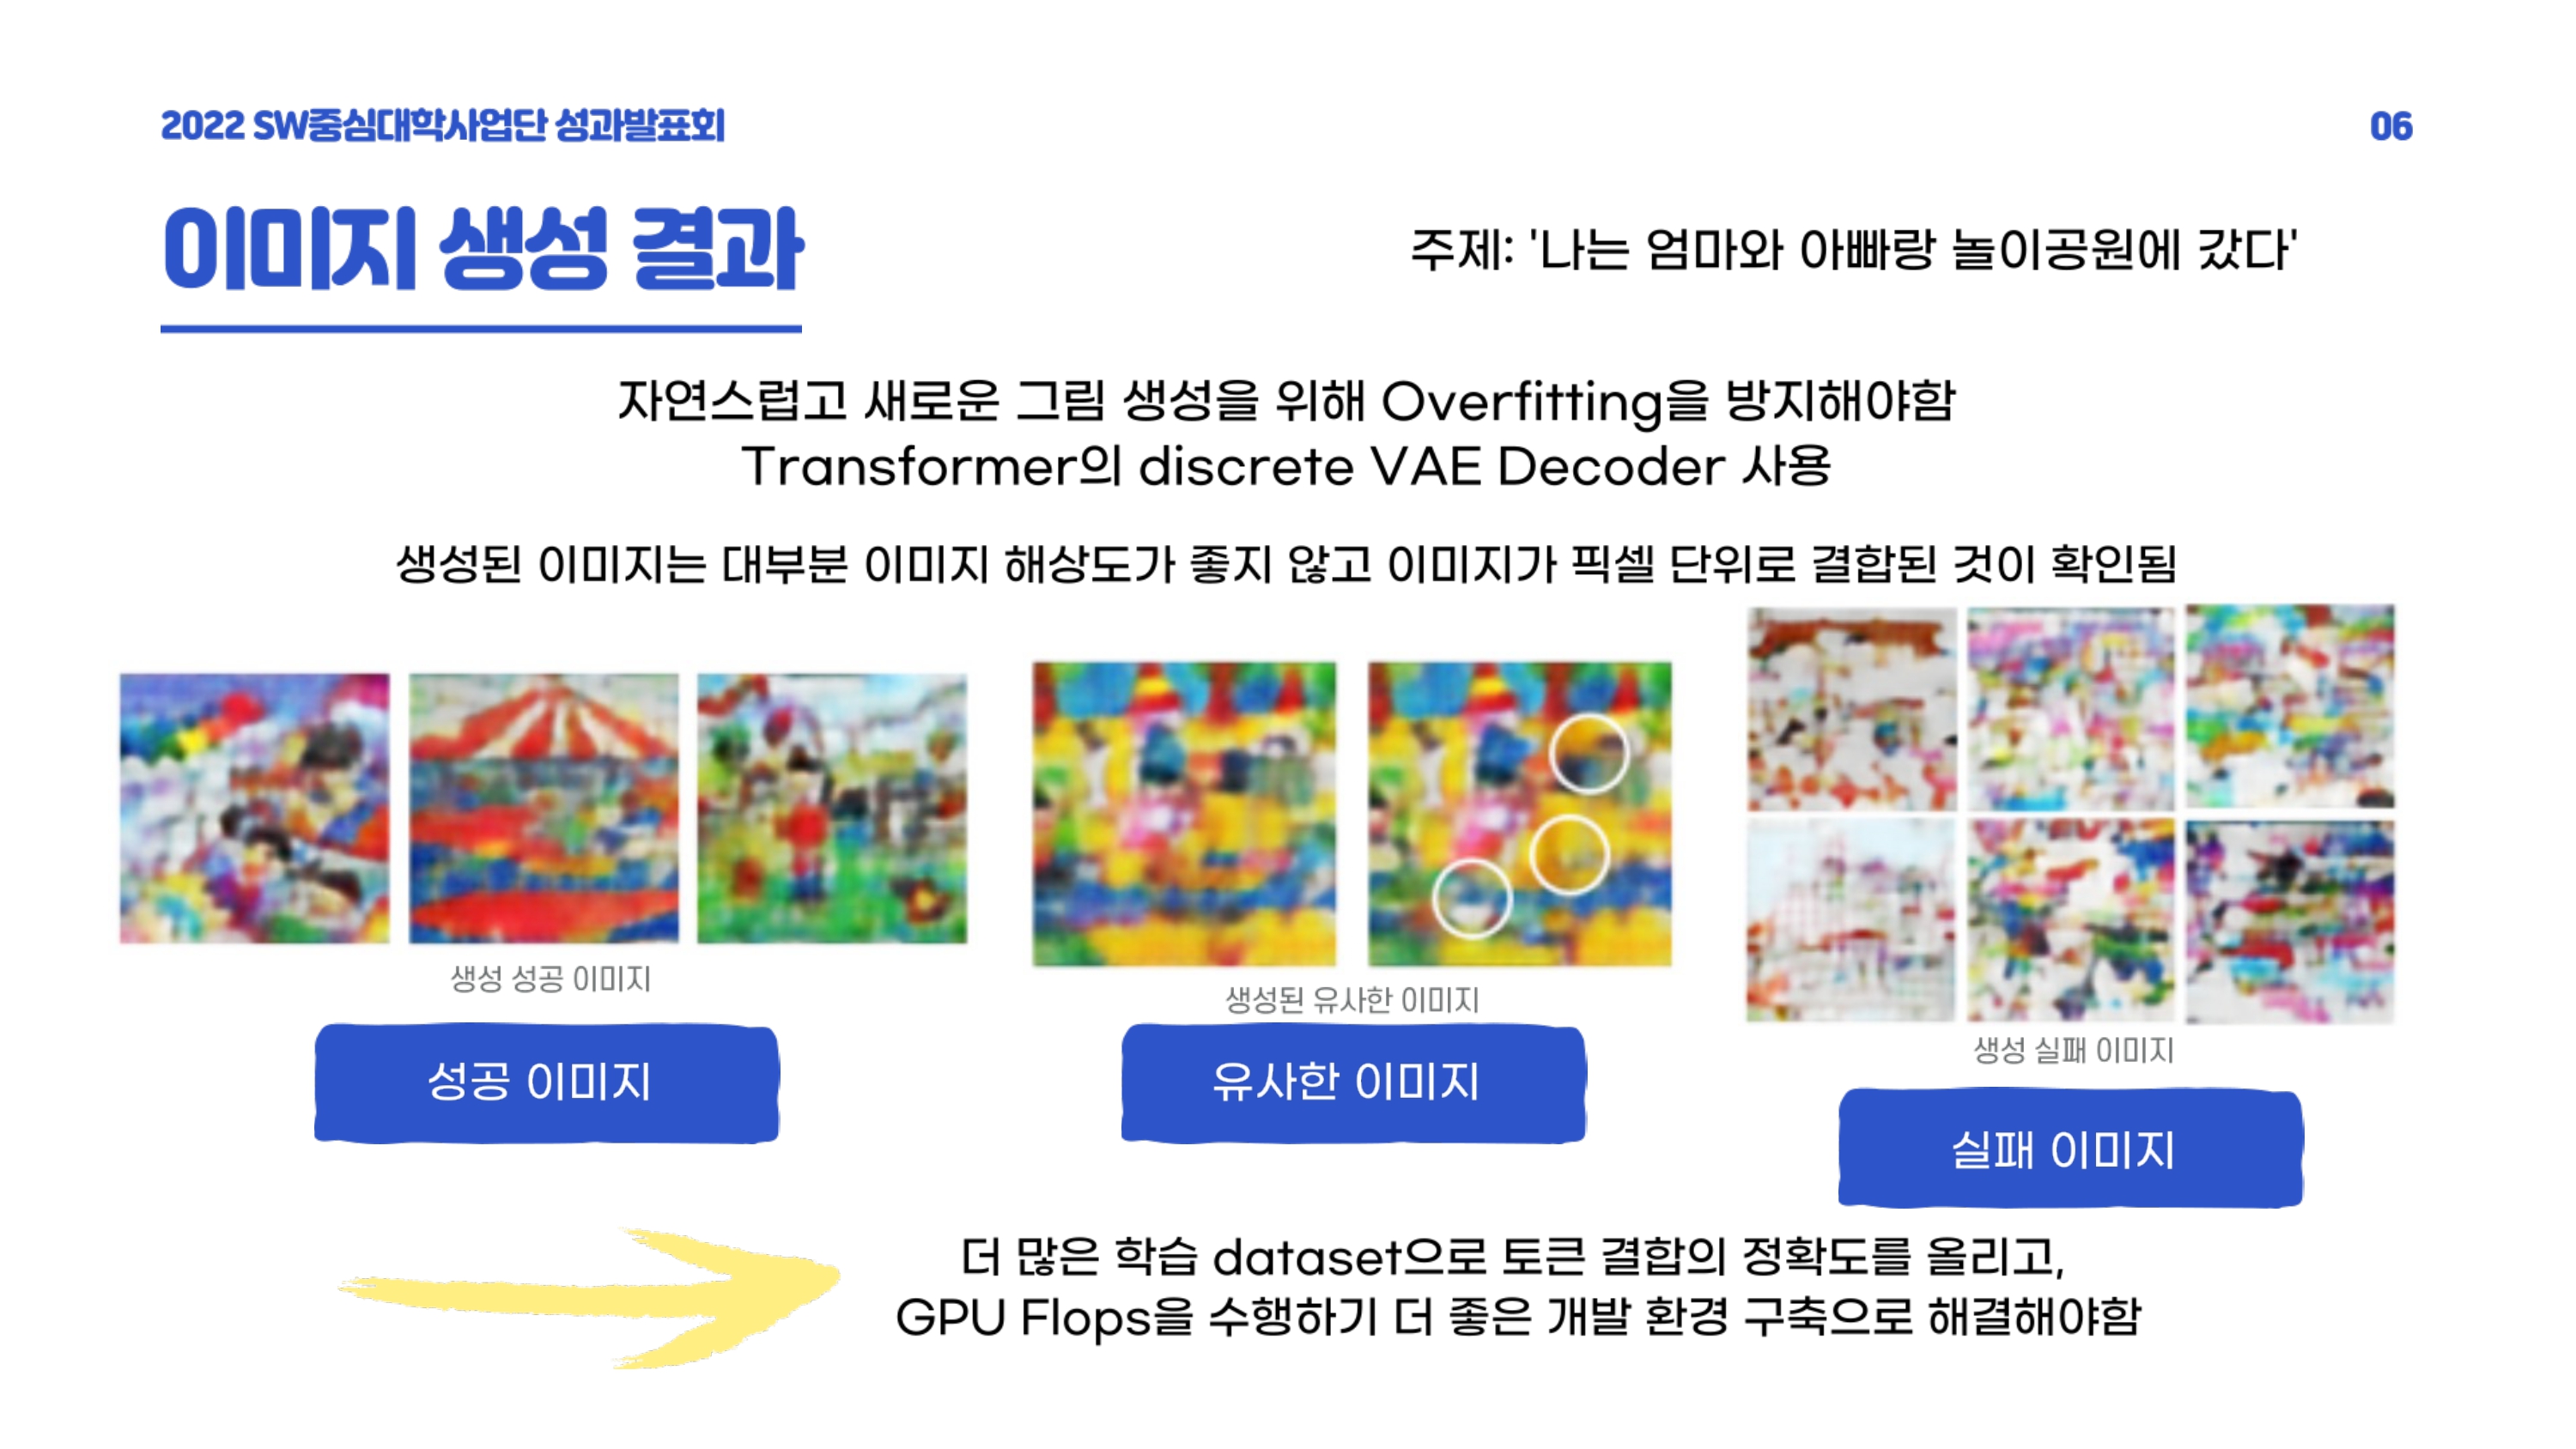 2022 SW중심대학사업단 성과발표회
06
이미지 생성 결과
주제: '나는 엄마와 아빠랑 놀이공원에 갔다'
자연스럽고 새로운 그림 생성을 위해 Overfitting을 방지해야함
Transformer의 discrete VAE Decoder 사용
생성된 이미지는 대부분 이미지 해상도가 좋지 않고 이미지가 픽셀 단위로 결합된 것이 확인됨
생성 성공 이미지
성공 이미지
생성된 유사한 이미지
유사한 이미지
생성 실패 이미지
실패 이미지
더 많은 학습 dataset으로 토큰 결합의 정확도를 올리고,
GPU Flops을 수행하기 더 좋은 개발 환경 구축으로 해결해야함